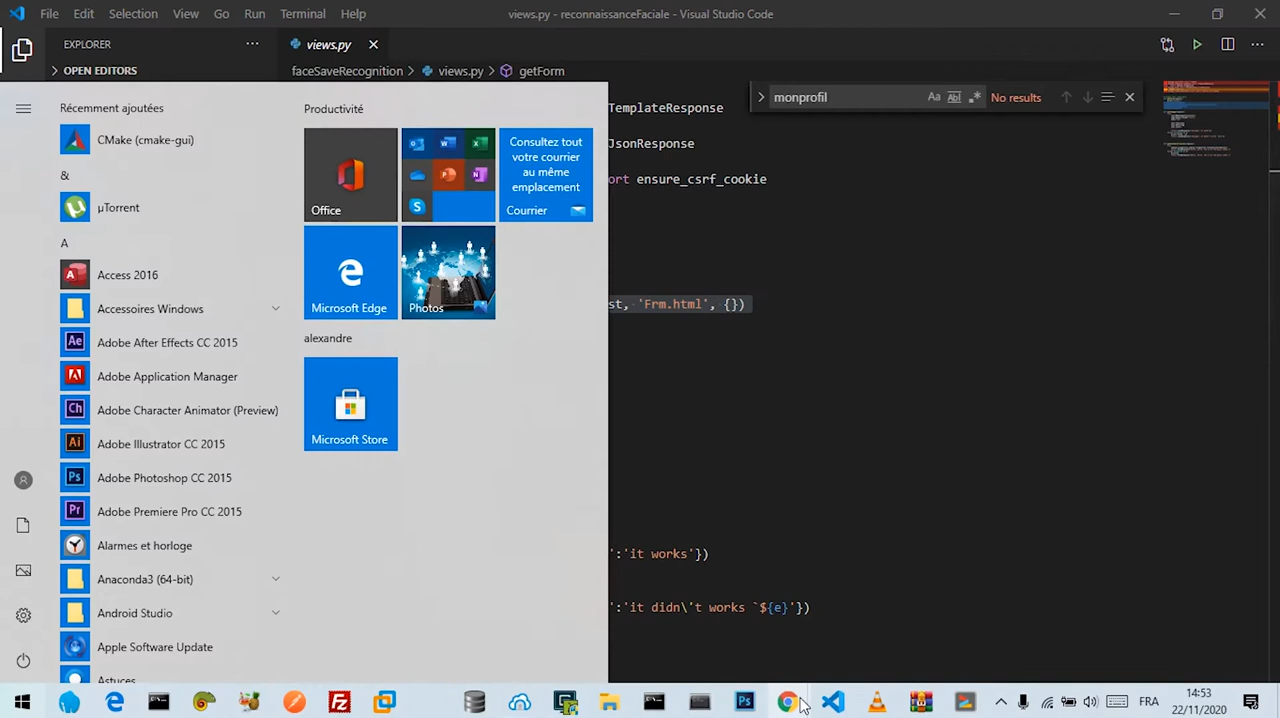 File Edit Selection View Go Run Terminal Help views.py - reconnaissanceFaciale - Visual Studio Code
EXPLORER
views.py
OPEN EDITORS
faceSaveRecognition > views.py > getForm
monprofil Aa Abl No results
TemplateResponse
JsonResponse
ort ensure_csrf_cookie
st, 'Frm.html', {})
':'it works'})
':'it didn\'t works `${e}'})
Récemment ajoutées
CMake (cmake-gui)
&
µTorrent
A
Access 2016
Accessoires Windows
Adobe After Effects CC 2015
Adobe Application Manager
Adobe Character Animator (Preview)
Adobe Illustrator CC 2015
Adobe Photoshop CC 2015
Adobe Premiere Pro CC 2015
Alarmes et horloge
Anaconda3 (64-bit)
Android Studio
Apple Software Update
Astuces
Productivité
Office
Consultez tout
votre courrier
au même
emplacement
Courrier
Microsoft Edge
Photos
alexandre
Microsoft Store
FRA
14:53
22/11/2020